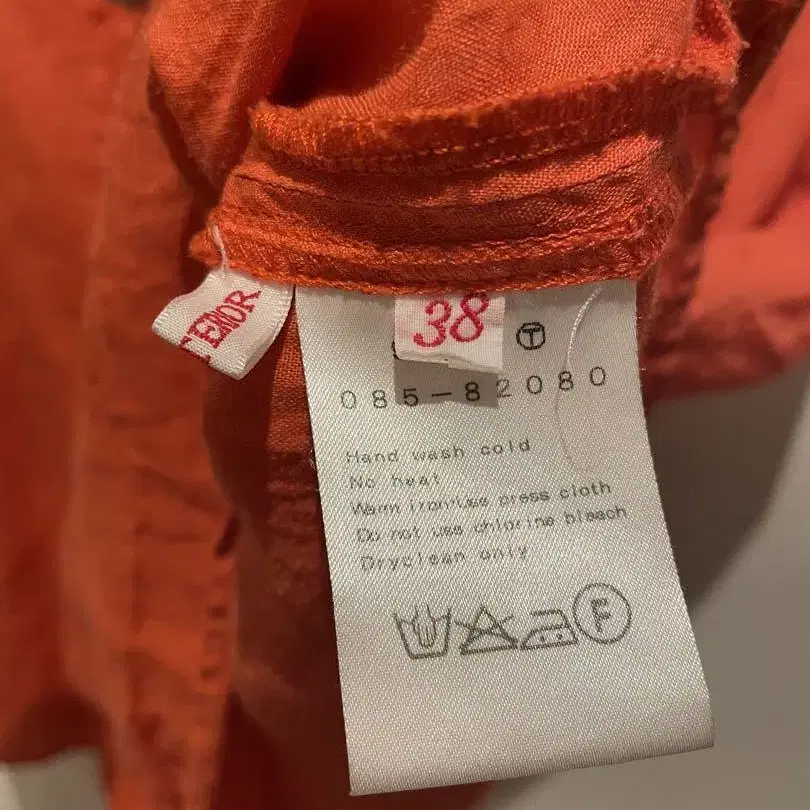 TENOR
38
T
085-82080
Hand wash cold
No heat
Warm iron"Use press cloth
Do not use chlorine bleach
Dryclean only
F